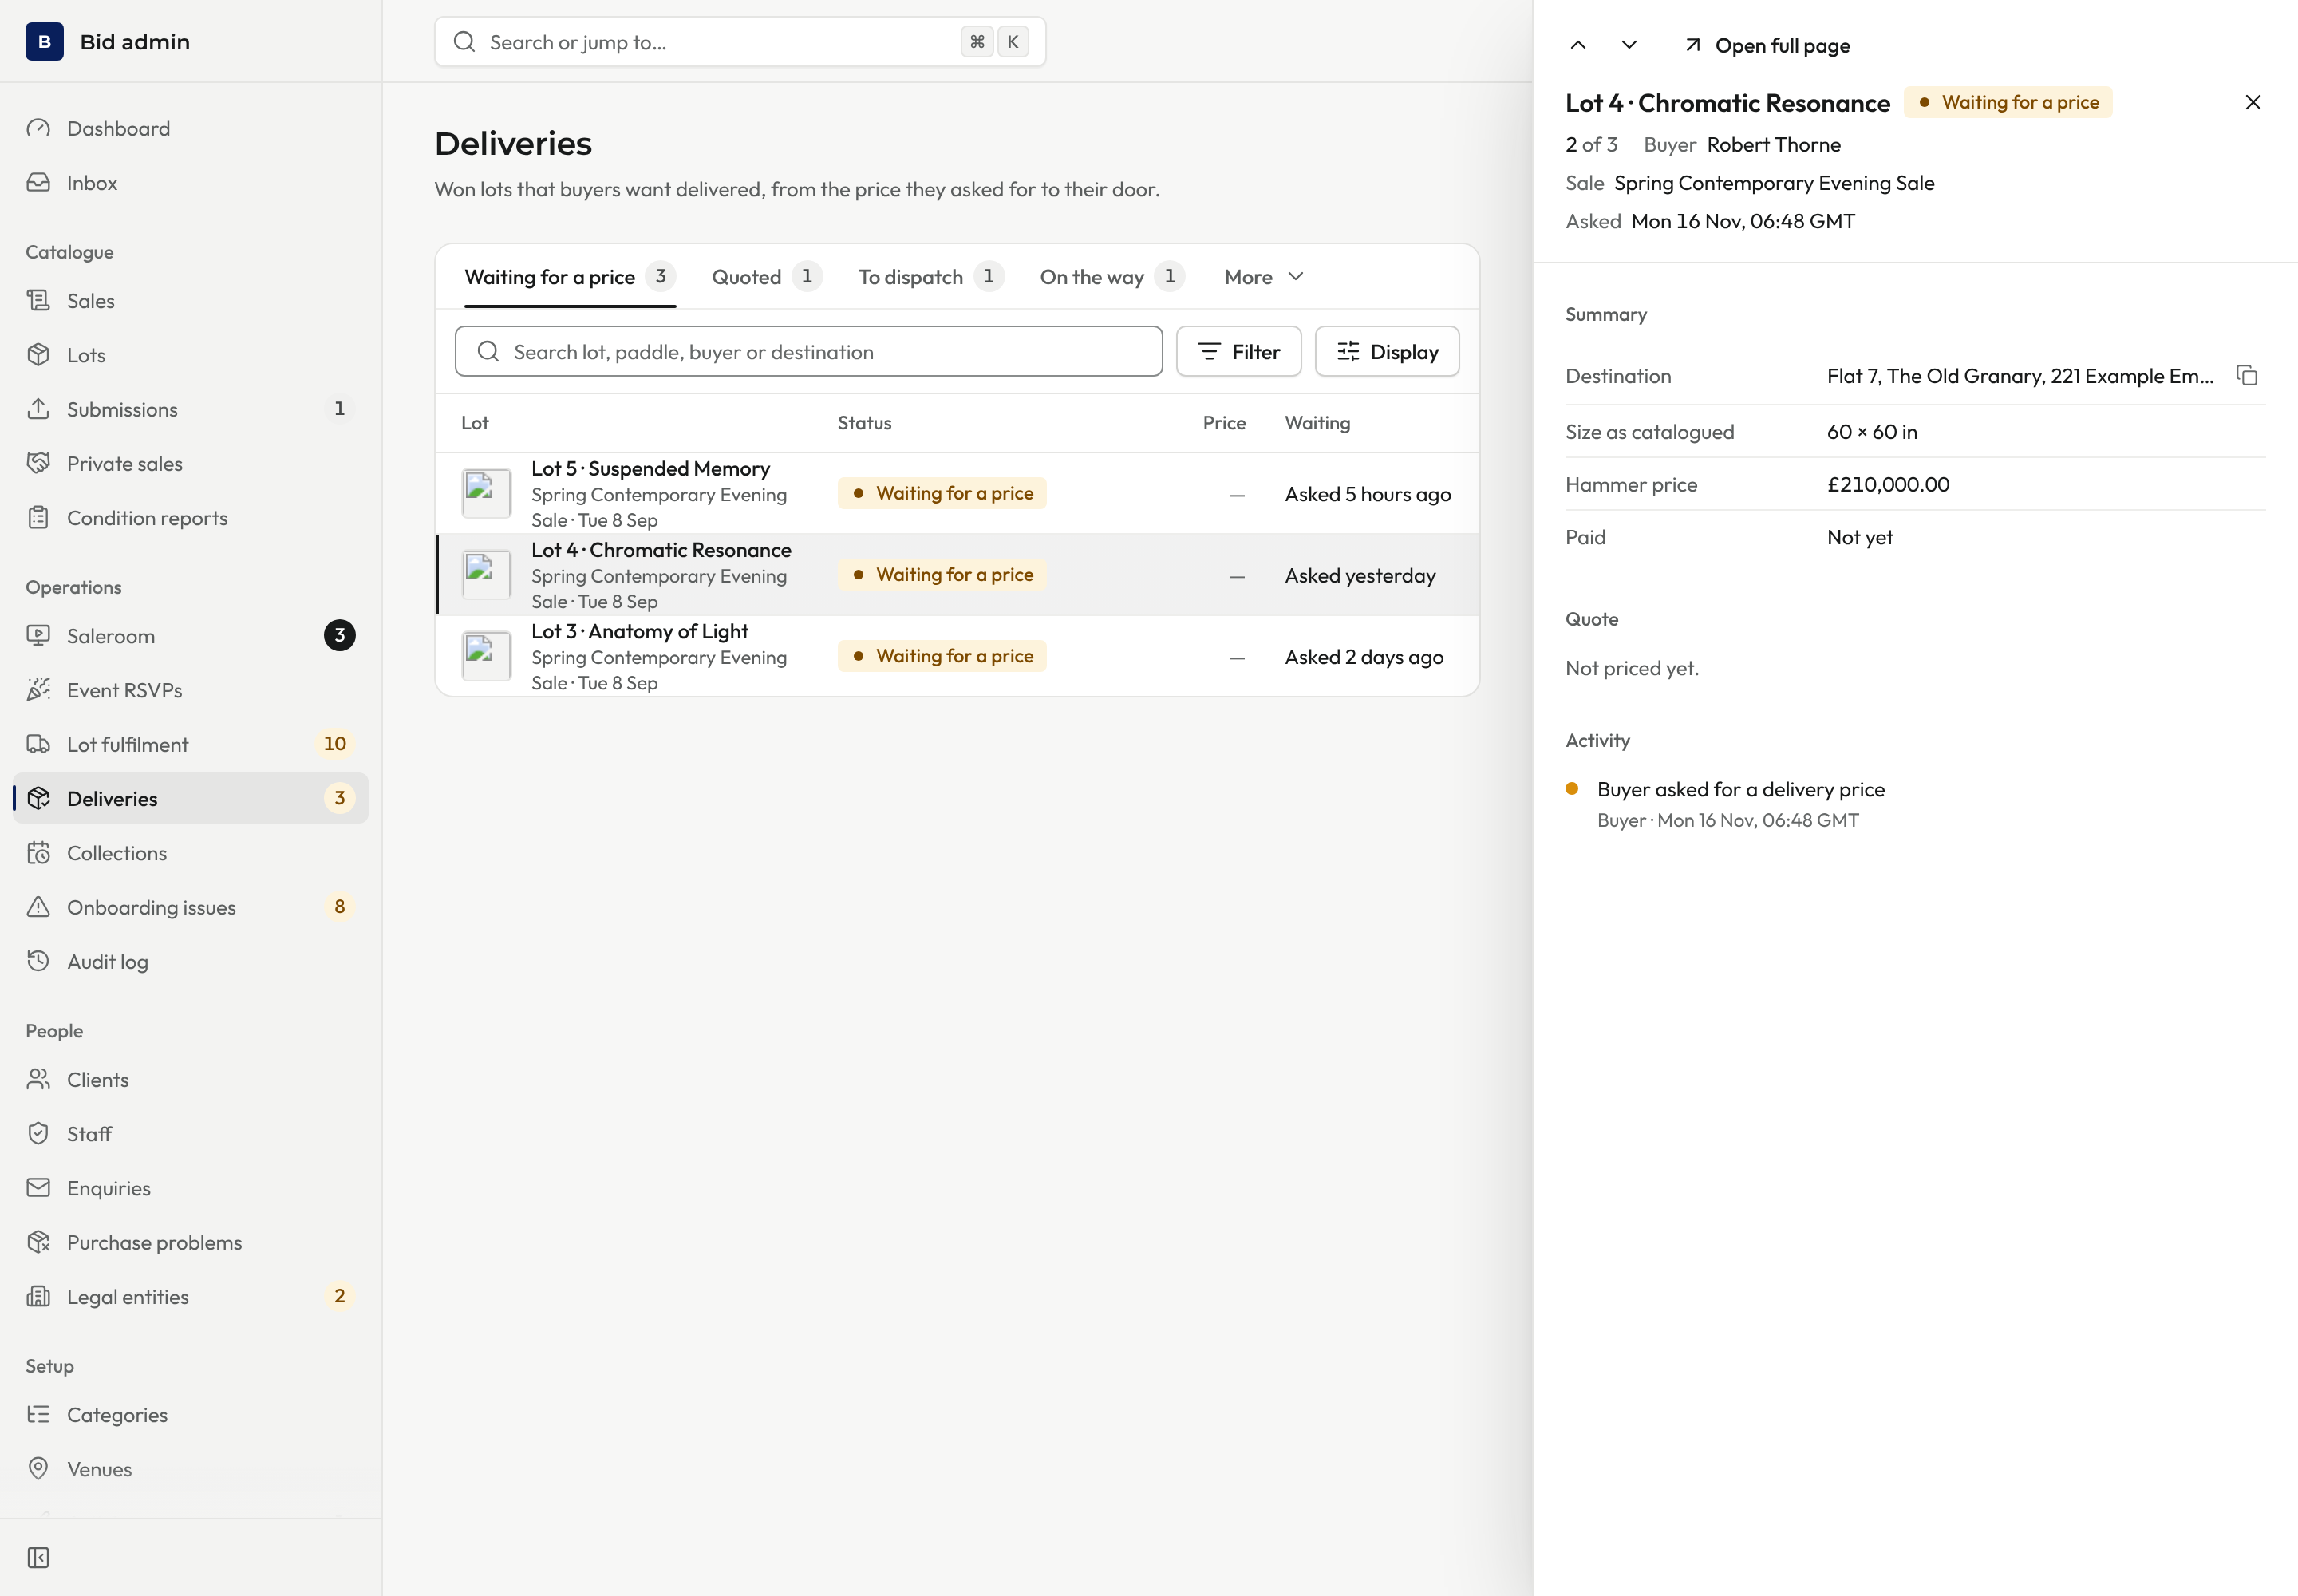 B Bid admin
Dashboard
Inbox
Catalogue
Sales
Lots
Submissions 1
Private sales
Condition reports
Operations
Saleroom 3
Event RSVPs
Lot fulfilment 10
Deliveries 3
Collections
Onboarding issues 8
Audit log
People
Clients
Staff
Enquiries
Purchase problems
Legal entities 2
Setup
Categories
Venues
Search or jump to... ⌘ K
Deliveries
Won lots that buyers want delivered, from the price they asked for to their door.
Waiting for a price 3 Quoted 1 To dispatch 1 On the way 1 More
Search lot, paddle, buyer or destination Filter Display
Lot Status Price Waiting
Lot 5 · Suspended Memory
Spring Contemporary Evening
Sale · Tue 8 Sep
Waiting for a price — Asked 5 hours ago
Lot 4 · Chromatic Resonance
Spring Contemporary Evening
Sale · Tue 8 Sep
Waiting for a price — Asked yesterday
Lot 3 · Anatomy of Light
Spring Contemporary Evening
Sale · Tue 8 Sep
Waiting for a price — Asked 2 days ago
Open full page
Lot 4 · Chromatic Resonance Waiting for a price
2 of 3 Buyer Robert Thorne
Sale Spring Contemporary Evening Sale
Asked Mon 16 Nov, 06:48 GMT
Summary
Destination Flat 7, The Old Granary, 221 Example Em...
Size as catalogued 60 × 60 in
Hammer price £210,000.00
Paid Not yet
Quote
Not priced yet.
Activity
Buyer asked for a delivery price
Buyer · Mon 16 Nov, 06:48 GMT